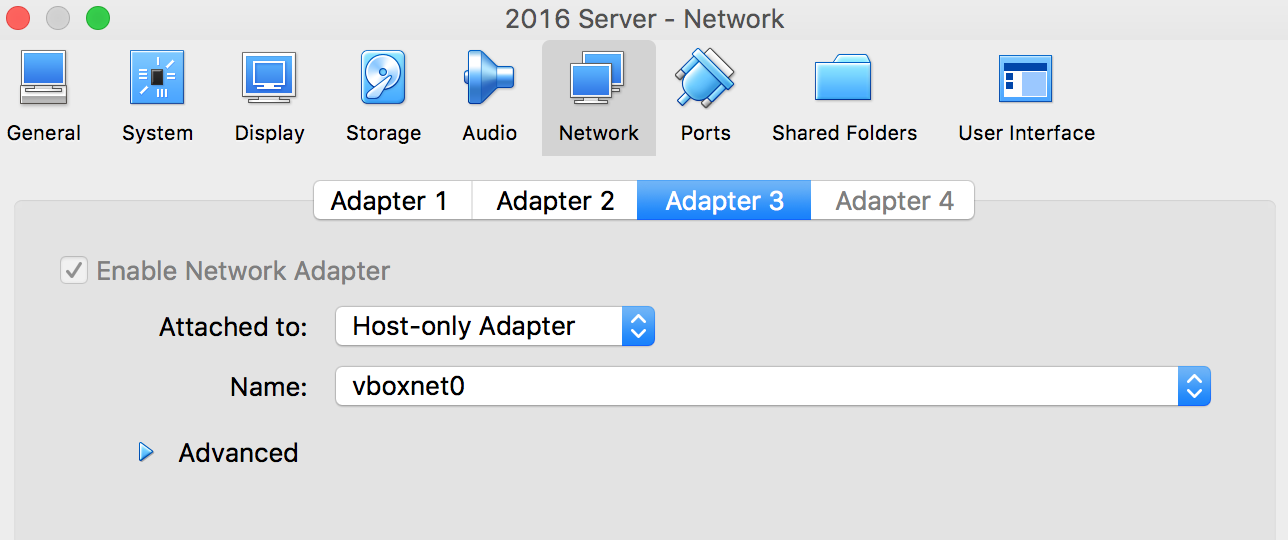 2016 Server - Network
General System Display Storage Audio Network Ports Shared Folders User Interface
Adapter 1 Adapter 2 Adapter 3 Adapter 4
Enable Network Adapter
Attached to: Host-only Adapter
Name: vboxnet0
Advanced